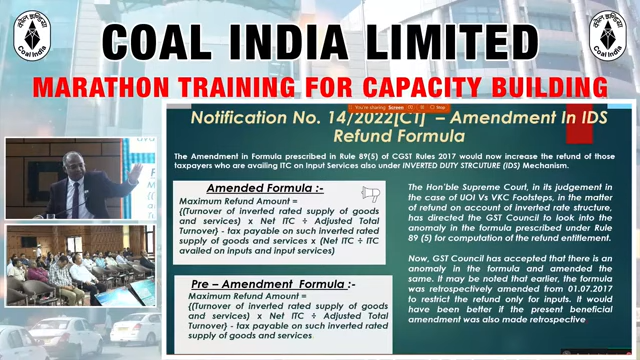 COAL INDIA LIMITED
MARATHON TRAINING FOR CAPACITY BUILDING
Coal India
Coal India
You're sharing Screen
Stop
Notification No. 14/2022[CT] – Amendment In IDS
Refund Formula
The Amendment in Formula prescribed in Rule 89(5) of CGST Rules 2017 would now increase the refund of those
taxpayers who are availing ITC on Input Services also under INVERTED DUTY STRCUTURE (IDS) Mechanism.
Amended Formula :-
Maximum Refund Amount =
{(Turnover of inverted rated supply of goods
and services) x Net ITC ÷ Adjusted Total
Turnover} - tax payable on such inverted rated
supply of goods and services x (Net ITC ÷ ITC
availed on inputs and input services)
Pre – Amendment Formula :-
Maximum Refund Amount =
{(Turnover of inverted rated supply of goods
and services) x Net ITC ÷ Adjusted Total
Turnover} - tax payable on such inverted rated
supply of goods and services
The Hon'ble Supreme Court, in its judgement in
the case of UOI Vs VKC Footsteps, in the matter
of refund on account of inverted rate structure,
has directed the GST Council to look into the
anomaly in the formula prescribed under Rule
89 (5) for computation of the refund entitlement.
Now, GST Council has accepted that there is an
anomaly in the formula and amended the
same. It may be noted that earlier, the formula
was retrospectively amended from 01.07.2017
to restrict the refund only for inputs. It would
have been better if the present beneficial
amendment was also made retrospective